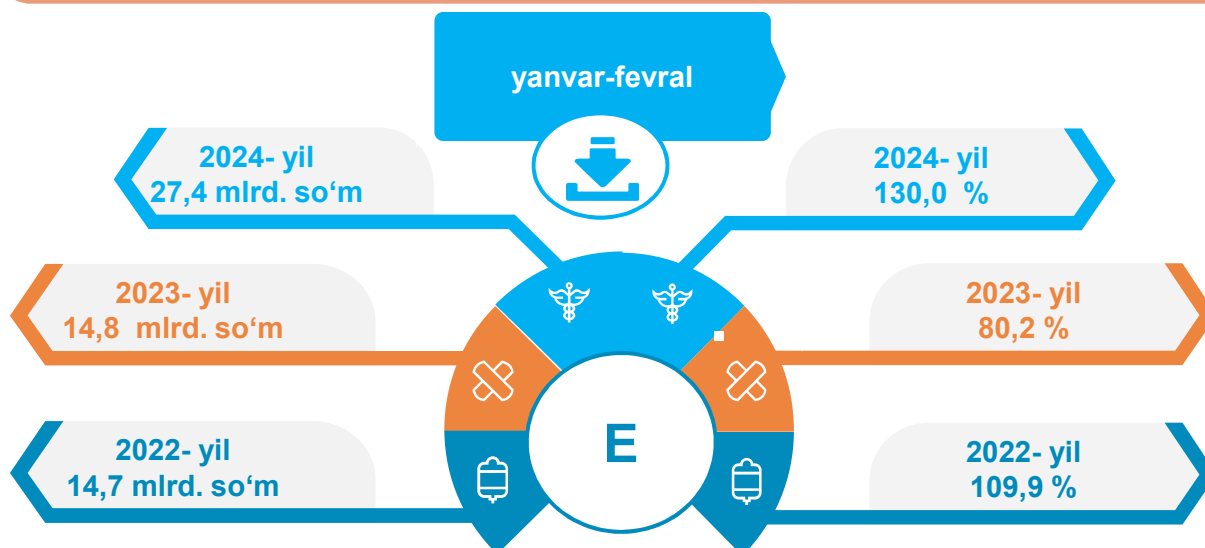 yanvar-fevral
2024- yil
27,4 mlrd. so‘m
2024- yil
130,0 %
2023- yil
14,8 mlrd. so‘m
2023- yil
80,2 %
2022- yil
14,7 mlrd. so‘m
E
2022- yil
109,9 %